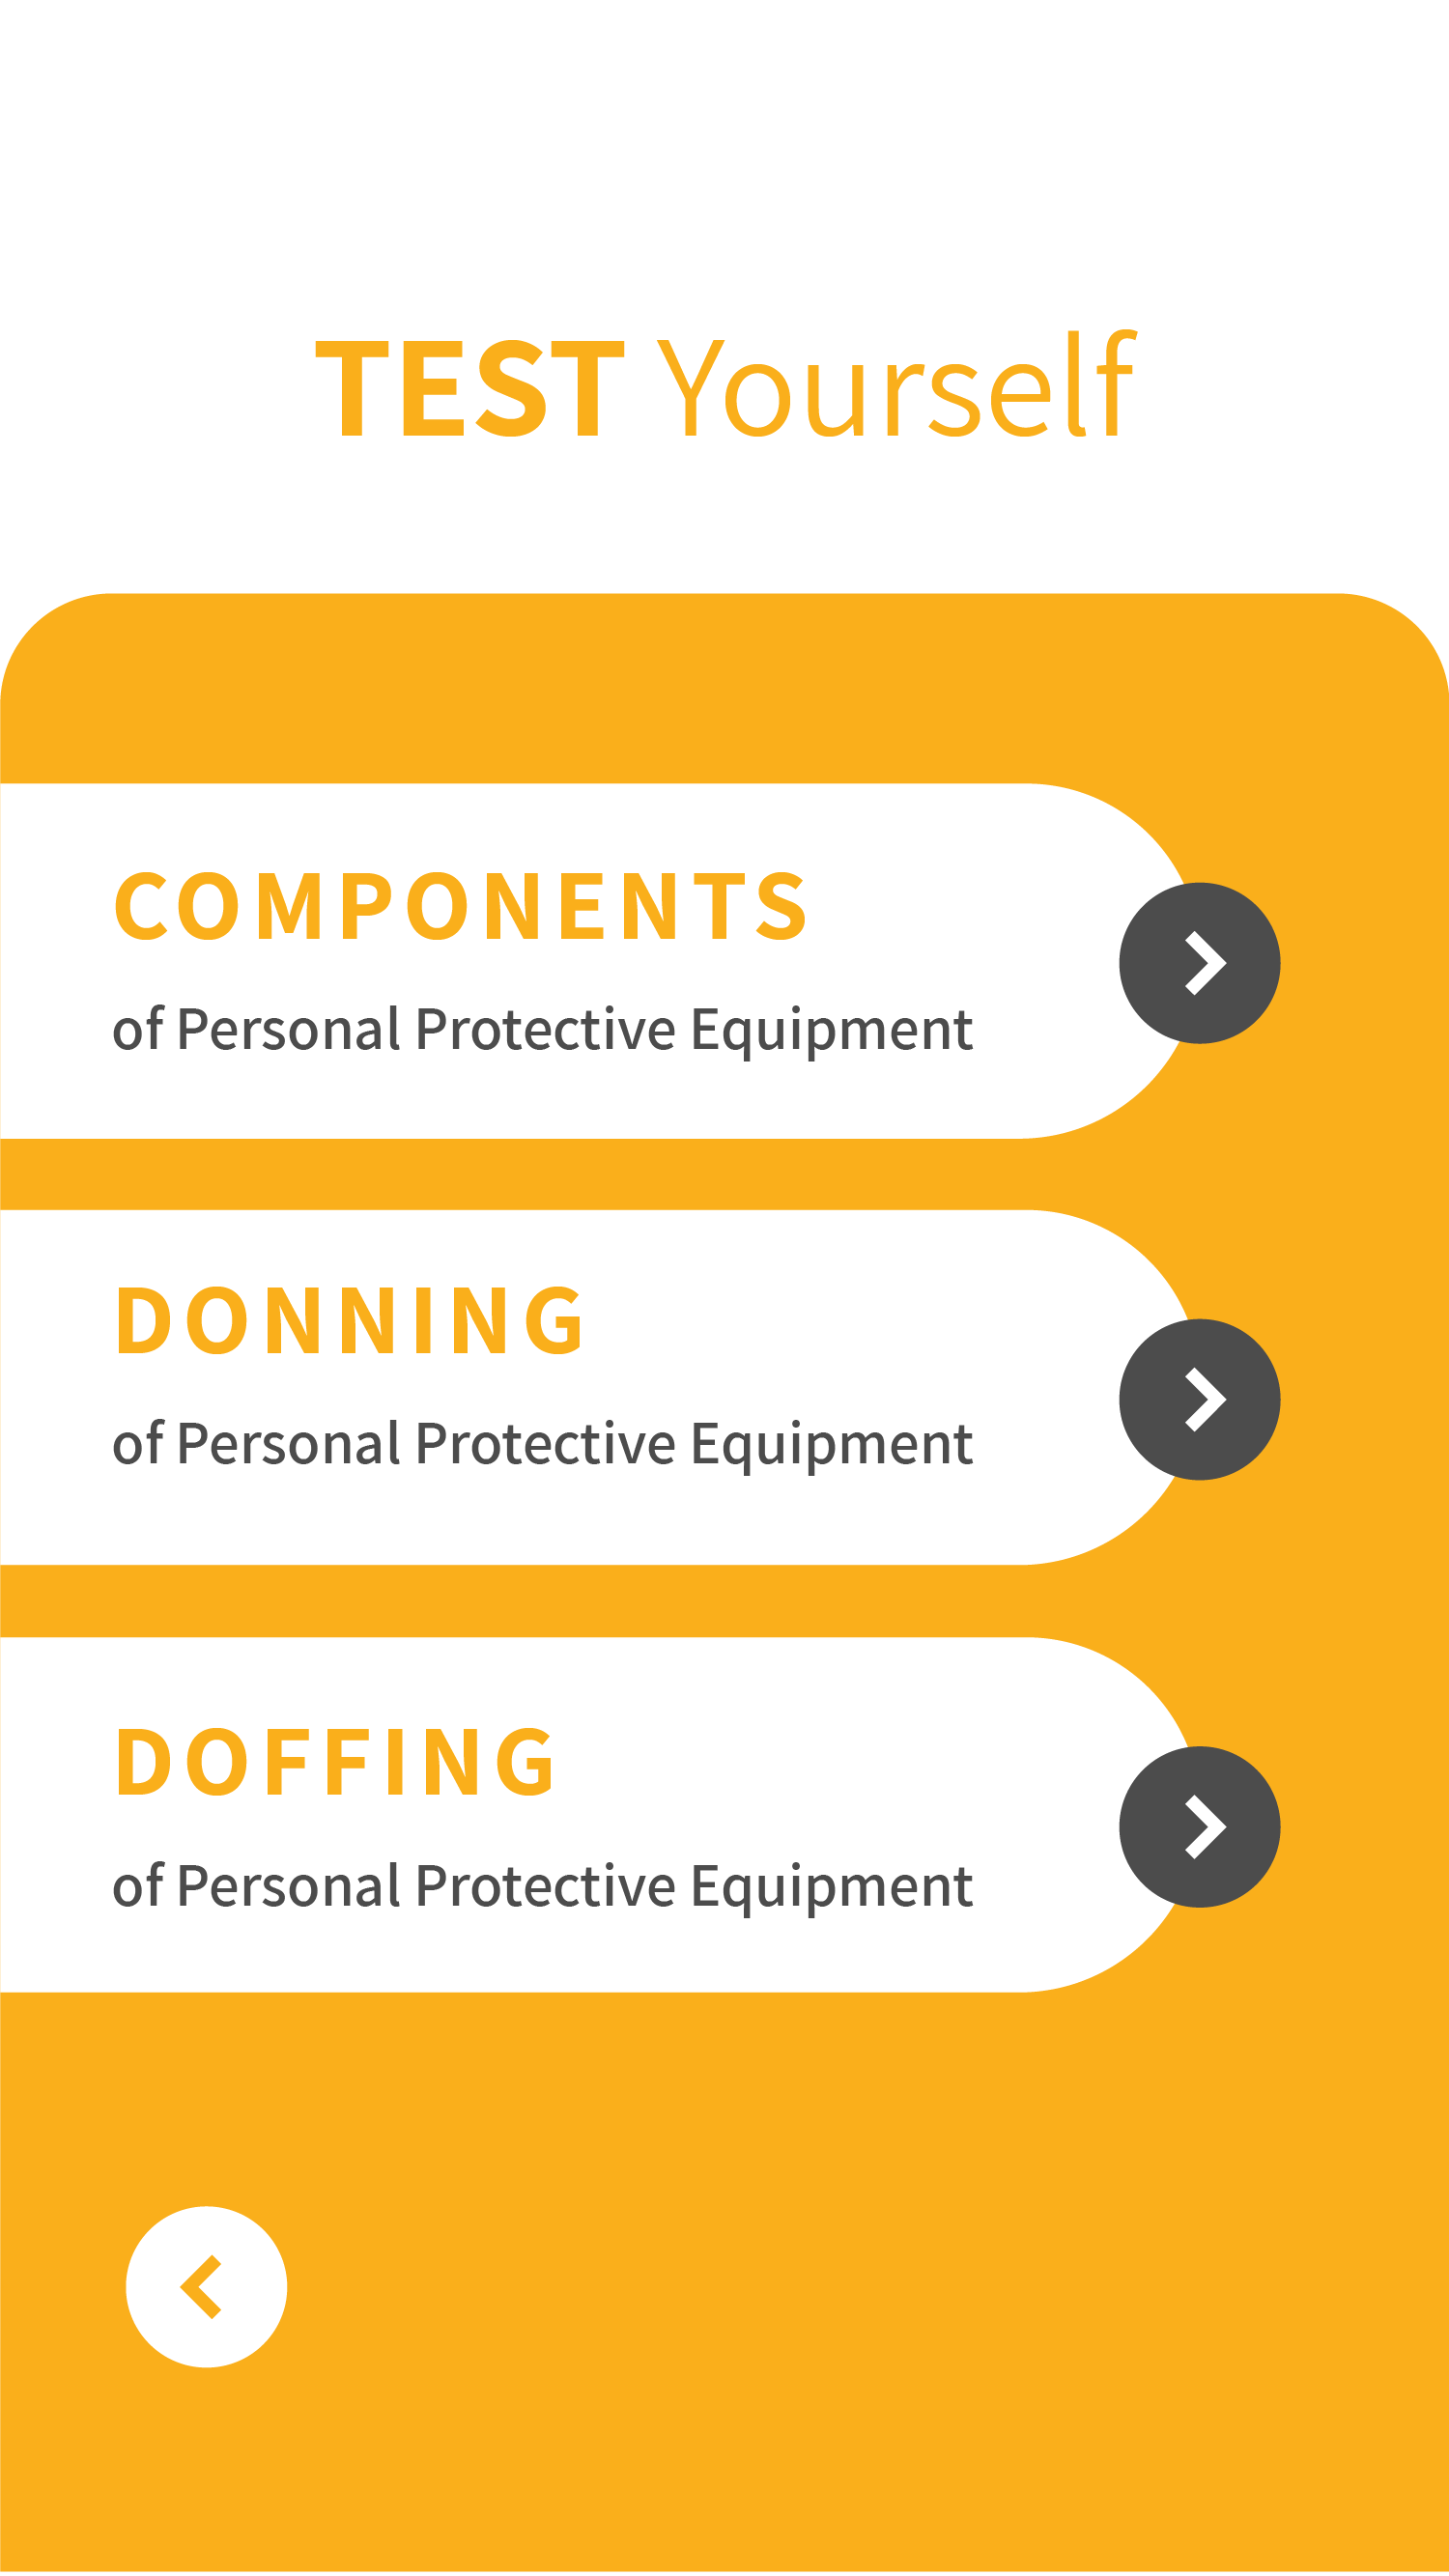 TEST Yourself
COMPONENTS
of Personal Protective Equipment
DONNING
of Personal Protective Equipment
DOFFING
of Personal Protective Equipment